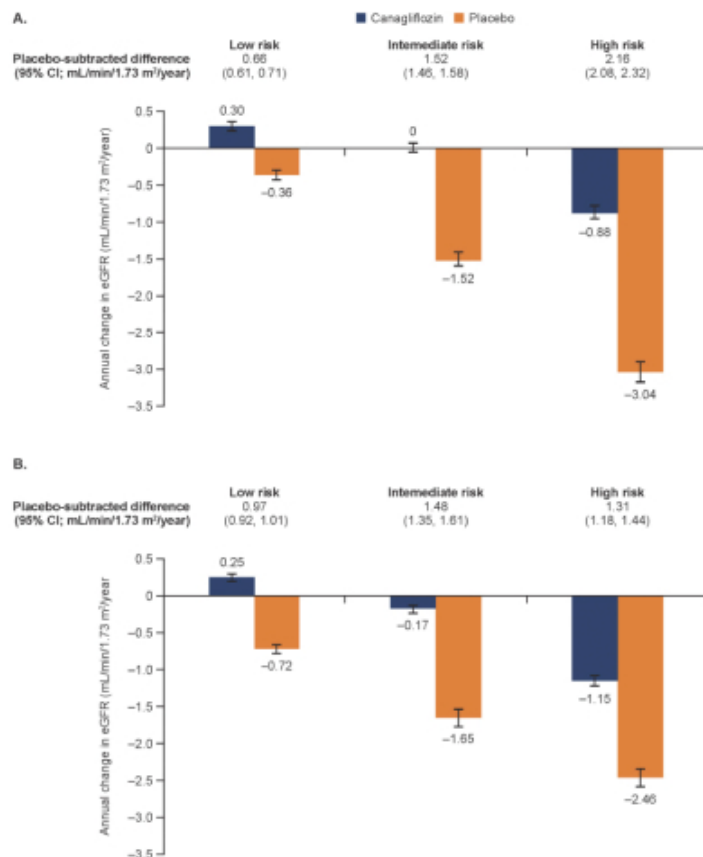 A.
Canagliflozin Placebo
Low risk Intemediate risk High risk
Placebo-subtracted difference 0.66 1.52 2.16
(95% CI; mL/min/1.73 m²/year) (0.61, 0.71) (1.46, 1.58) (2.08, 2.32)
Annual change in eGFR (mL/min/1.73 m²/year)
0.5
0
−0.5
−1.0
−1.5
−2.0
−2.5
−3.0
−3.5
0.30
−0.36
0
−1.52
−0.88
−3.04
B.
Low risk Intemediate risk High risk
Placebo-subtracted difference 0.97 1.48 1.31
(95% CI; mL/min/1.73 m²/year) (0.92, 1.01) (1.35, 1.61) (1.18, 1.44)
Annual change in eGFR (mL/min/1.73 m²/year
0.5
0
−0.5
−1.0
−1.5
−2.0
−2.5
−3.0
−3.5
0.25
−0.72
−0.17
−1.65
−1.15
−2.46